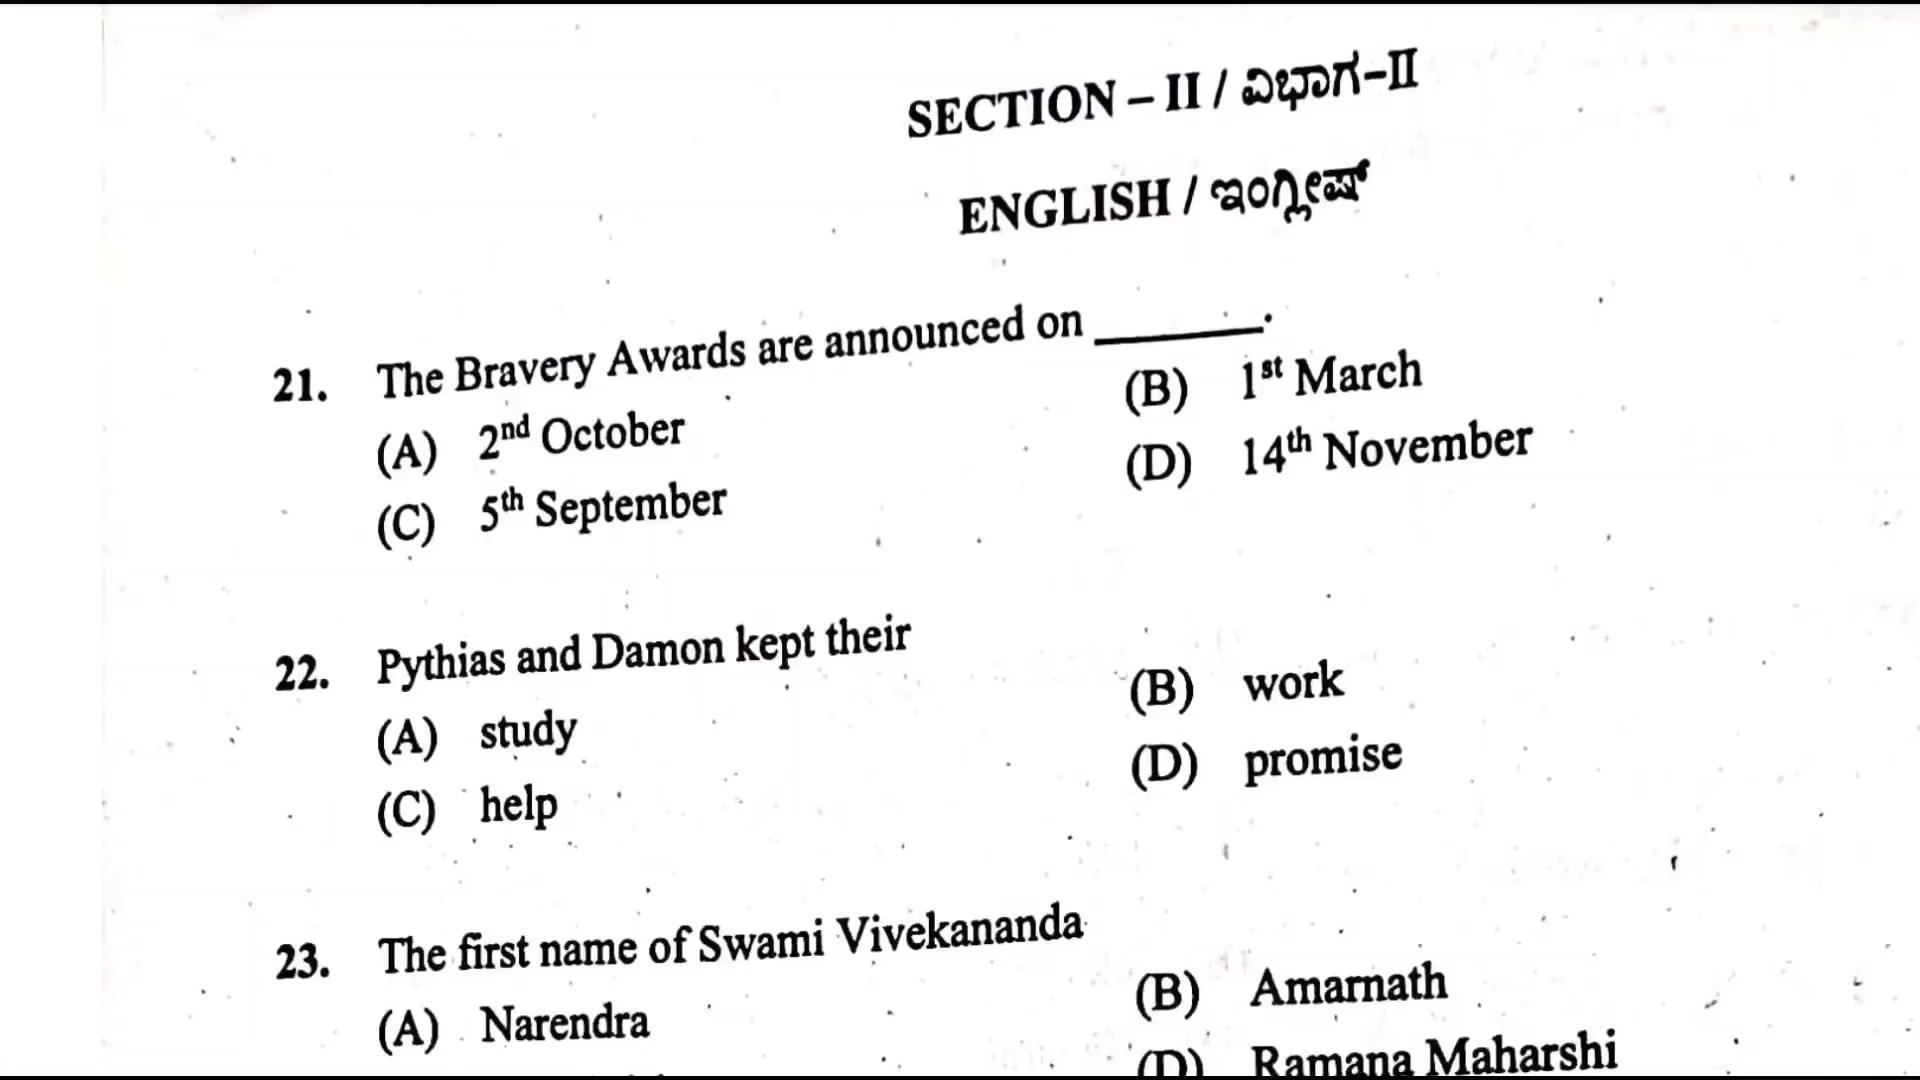 SECTION – II / ವಿಭಾಗ–II
ENGLISH / ಇಂಗ್ಲೀಷ್
21. The Bravery Awards are announced on ________.
(A) 2nd October (B) 1st March
(C) 5th September (D) 14th November
22. Pythias and Damon kept their
(A) study (B) work
(C) help (D) promise
23. The first name of Swami Vivekananda
(A) Narendra (B) Amarnath
(D) Ramana Maharshi